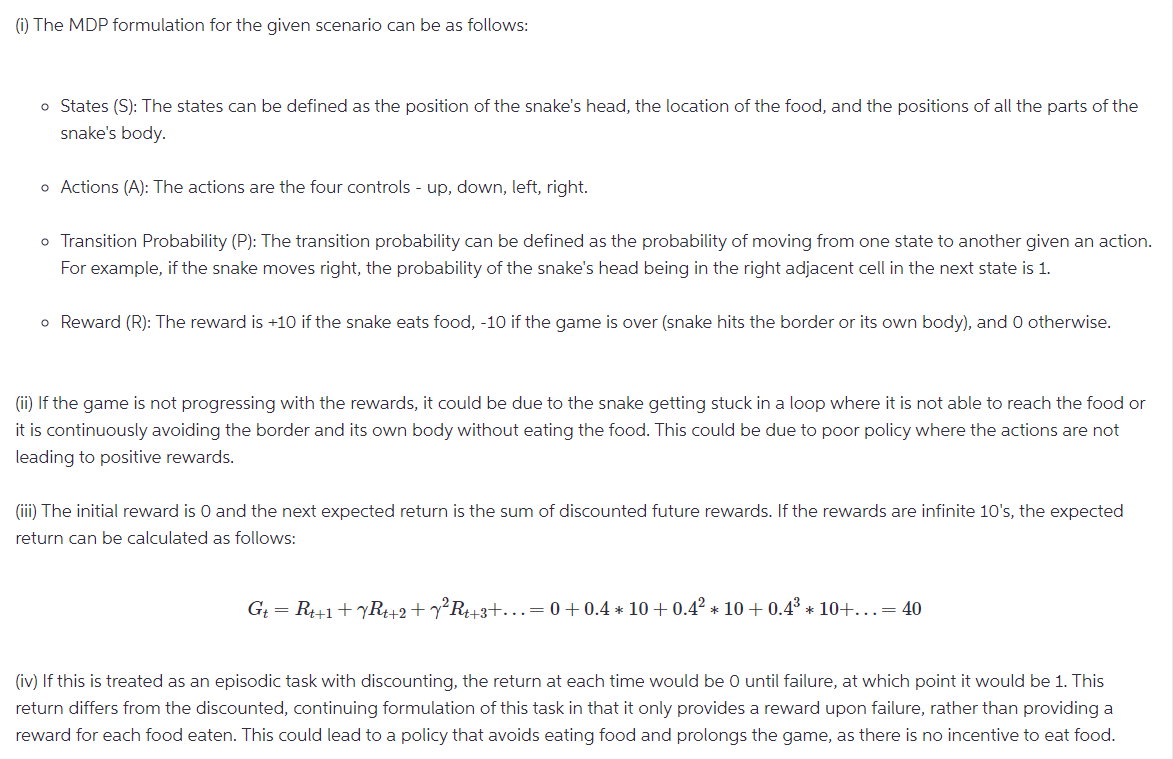 (i) The MDP formulation for the given scenario can be as follows:
∘ States (S): The states can be defined as the position of the snake's head, the location of the food, and the positions of all the parts of the
snake's body.
∘ Actions (A): The actions are the four controls - up, down, left, right.
∘ Transition Probability (P): The transition probability can be defined as the probability of moving from one state to another given an action.
For example, if the snake moves right, the probability of the snake's head being in the right adjacent cell in the next state is 1.
∘ Reward (R): The reward is +10 if the snake eats food, -10 if the game is over (snake hits the border or its own body), and 0 otherwise.
(ii) If the game is not progressing with the rewards, it could be due to the snake getting stuck in a loop where it is not able to reach the food or
it is continuously avoiding the border and its own body without eating the food. This could be due to poor policy where the actions are not
leading to positive rewards.
(iii) The initial reward is 0 and the next expected return is the sum of discounted future rewards. If the rewards are infinite 10's, the expected
return can be calculated as follows:
Gₜ = Rₜ₊₁ + γRₜ₊₂ + γ²Rₜ₊₃+... = 0 + 0.4 * 10 + 0.4² * 10 + 0.4³ * 10+... = 40
(iv) If this is treated as an episodic task with discounting, the return at each time would be 0 until failure, at which point it would be 1. This
return differs from the discounted, continuing formulation of this task in that it only provides a reward upon failure, rather than providing a
reward for each food eaten. This could lead to a policy that avoids eating food and prolongs the game, as there is no incentive to eat food.